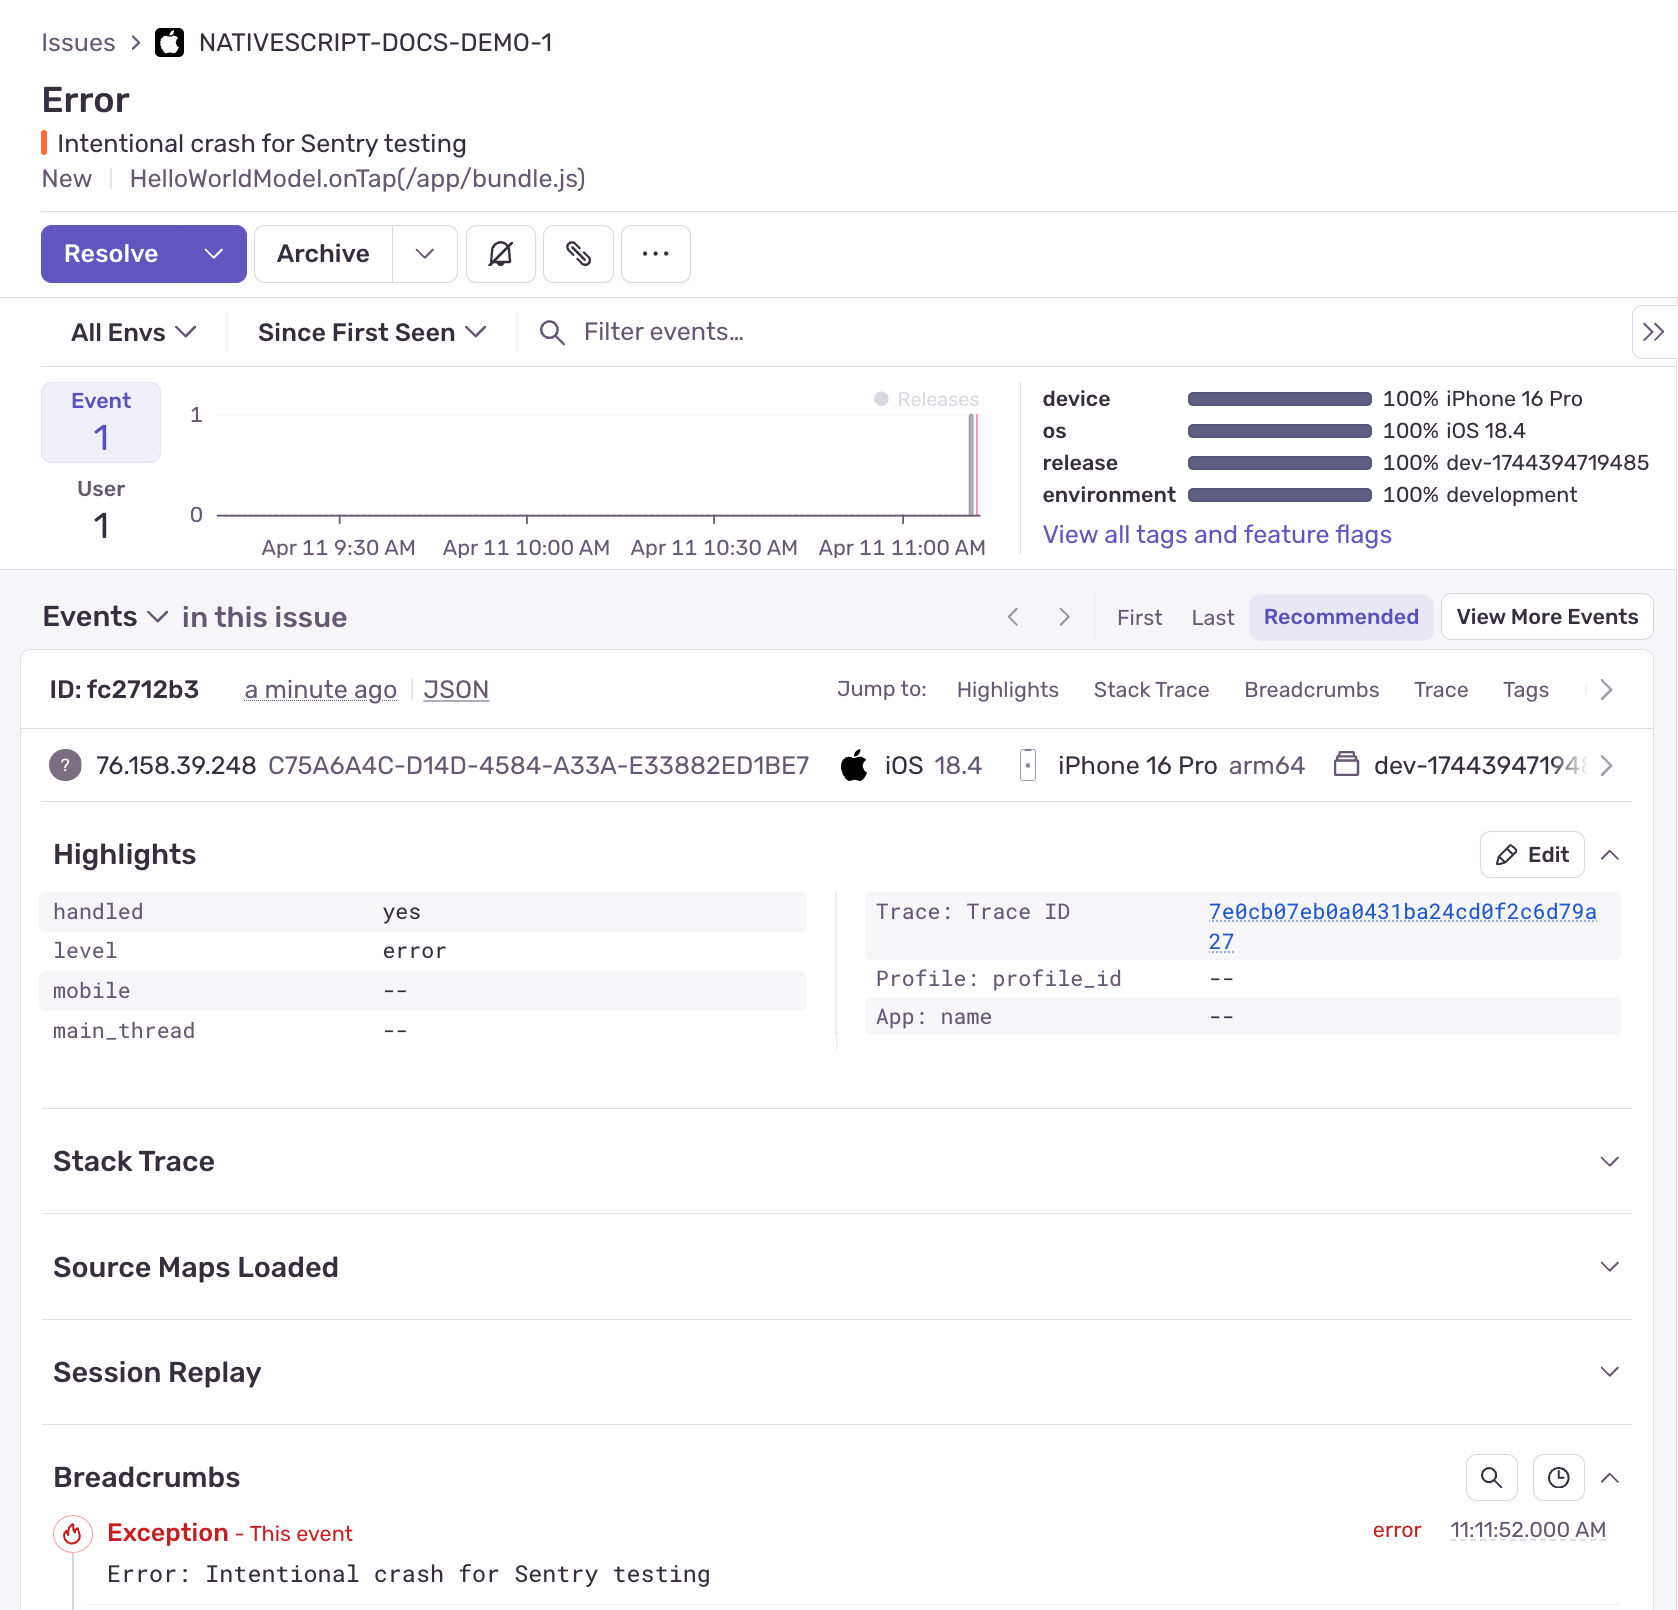 Issues > NATIVESCRIPT-DOCS-DEMO-1
Error
Intentional crash for Sentry testing
New HelloWorldModel.onTap(/app/bundle.js)
Resolve Archive ...
All Envs Since First Seen Filter events...
Event
1
User
1
Releases
1
0
Apr 11 9:30 AM Apr 11 10:00 AM Apr 11 10:30 AM Apr 11 11:00 AM
device 100% iPhone 16 Pro
os 100% iOS 18.4
release 100% dev-1744394719485
environment 100% development
View all tags and feature flags
Events in this issue First Last Recommended View More Events
ID: fc2712b3 a minute ago JSON Jump to: Highlights Stack Trace Breadcrumbs Trace Tags
? 76.158.39.248 C75A6A4C-D14D-4584-A33A-E33882ED1BE7 iOS 18.4 iPhone 16 Pro arm64 dev-174439471948
Highlights Edit
handled yes
level error
mobile --
main_thread --
Trace: Trace ID 7e0cb07eb0a0431ba24cd0f2c6d79a
27
Profile: profile_id --
App: name --
Stack Trace
Source Maps Loaded
Session Replay
Breadcrumbs
Exception - This event error 11:11:52.000 AM
Error: Intentional crash for Sentry testing